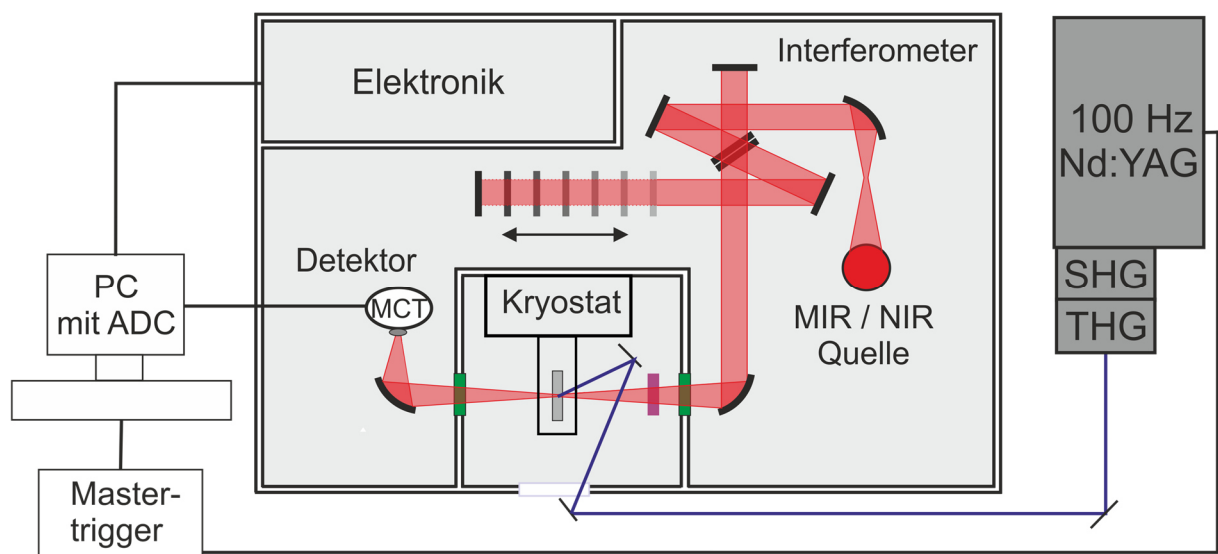 Elektronik
Interferometer
100 Hz
Nd:YAG
SHG
THG
Detektor
MCT
Kryostat
MIR / NIR
Quelle
PC
mit ADC
Master-
trigger